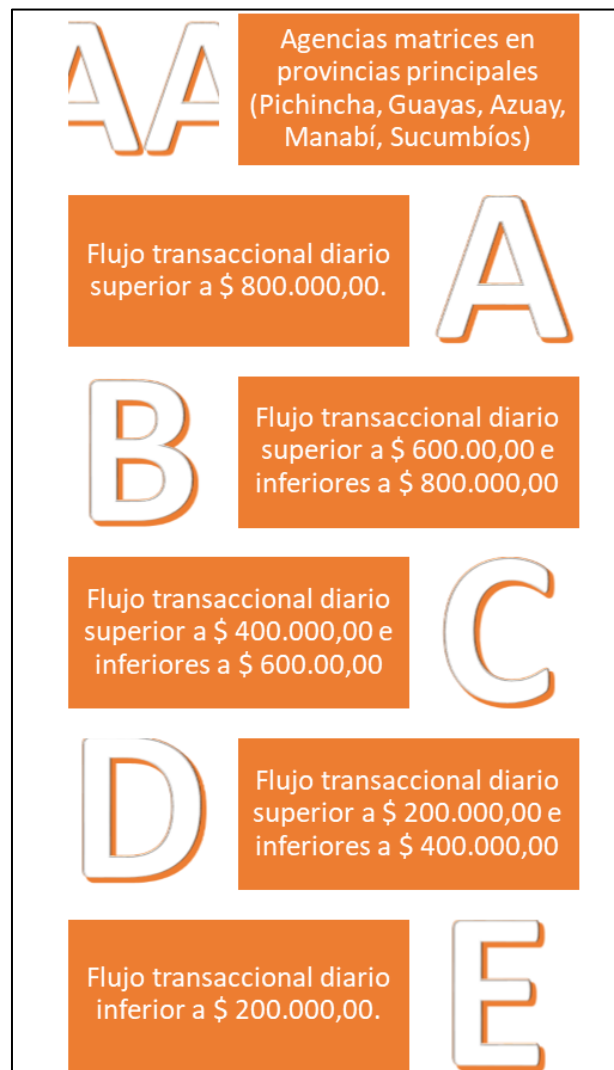 AA
Agencias matrices en
provincias principales
(Pichincha, Guayas, Azuay,
Manabí, Sucumbíos)
Flujo transaccional diario
superior a $ 800.000,00.
A
B
Flujo transaccional diario
superior a $ 600.00,00 e
inferiores a $ 800.000,00
Flujo transaccional diario
superior a $ 400.000,00 e
inferiores a $ 600.00,00
C
D
Flujo transaccional diario
superior a $ 200.000,00 e
inferiores a $ 400.000,00
Flujo transaccional diario
inferior a $ 200.000,00.
E